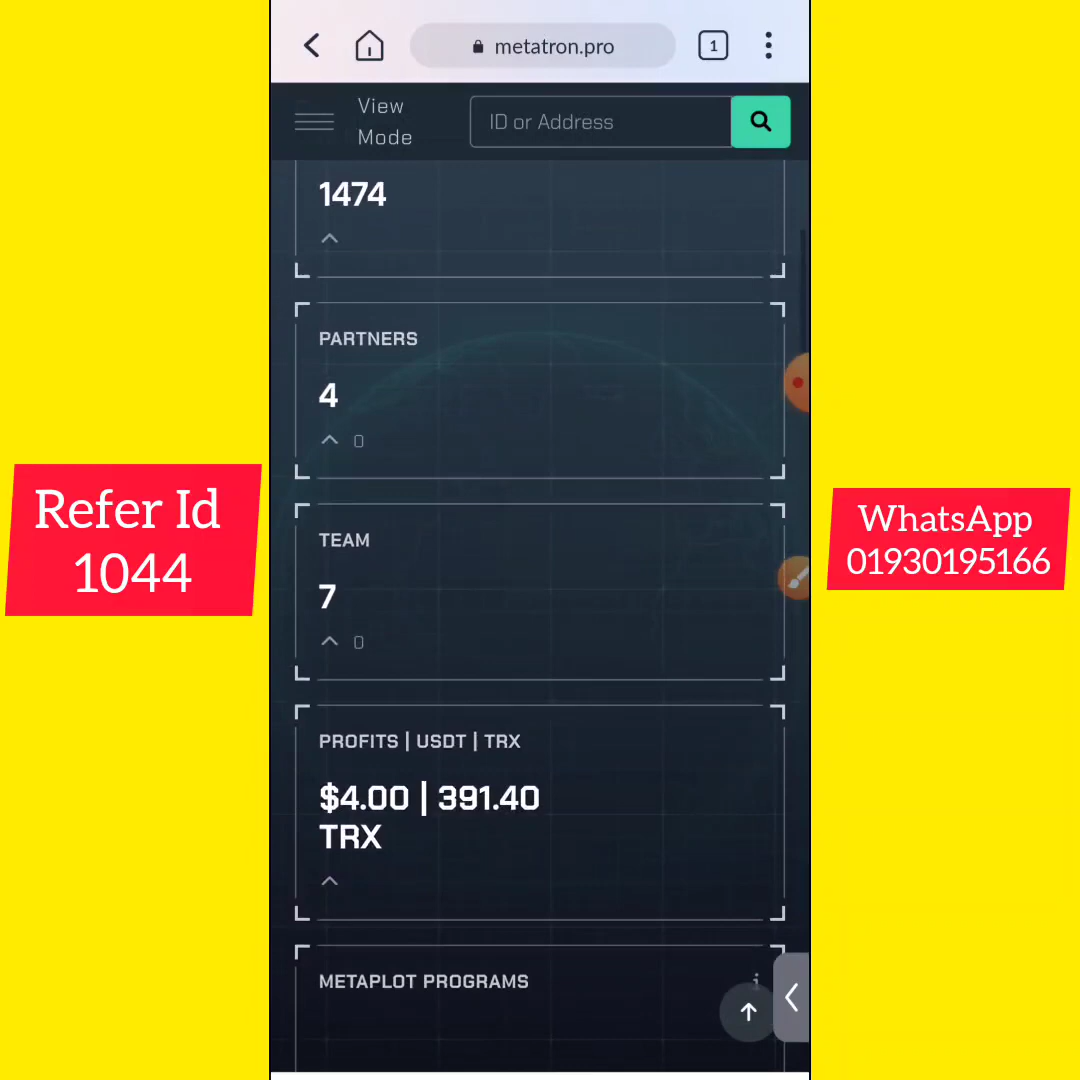 metatron.pro
1
View
Mode
ID or Address
1474
PARTNERS
4
0
TEAM
7
0
PROFITS | USDT | TRX
$4.00 | 391.40
TRX
METAPLOT PROGRAMS
i
Refer Id
1044
WhatsApp
01930195166